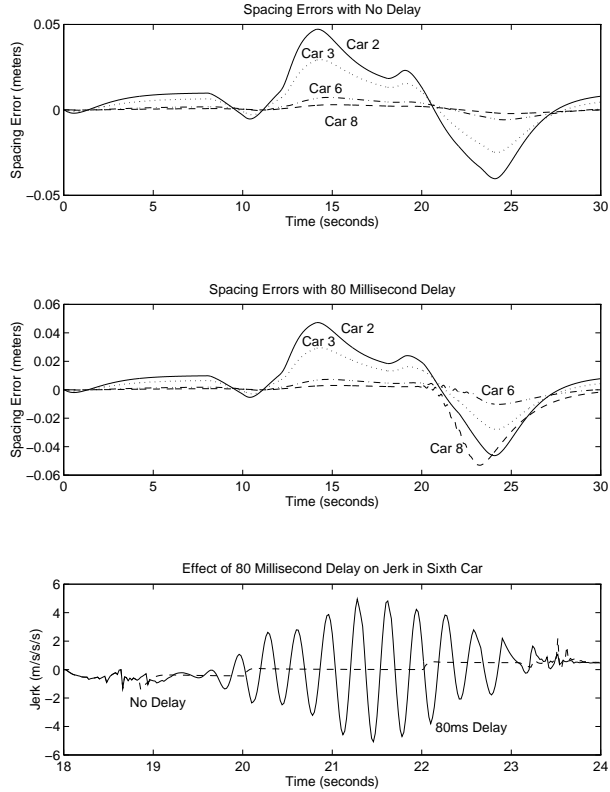 Spacing Errors with No Delay
0.05
0
−0.05
Spacing Error (meters)
Car 2
Car 3
Car 6
Car 8
0 5 10 15 20 25 30
Time (seconds)
Spacing Errors with 80 Millisecond Delay
0.06
0.04
0.02
0
−0.02
−0.04
−0.06
Spacing Error (meters)
Car 2
Car 3
Car 6
Car 8
0 5 10 15 20 25 30
Time (seconds)
Effect of 80 Millisecond Delay on Jerk in Sixth Car
6
4
2
0
−2
−4
−6
Jerk (m/s/s/s)
No Delay
80ms Delay
18 19 20 21 22 23 24
Time (seconds)